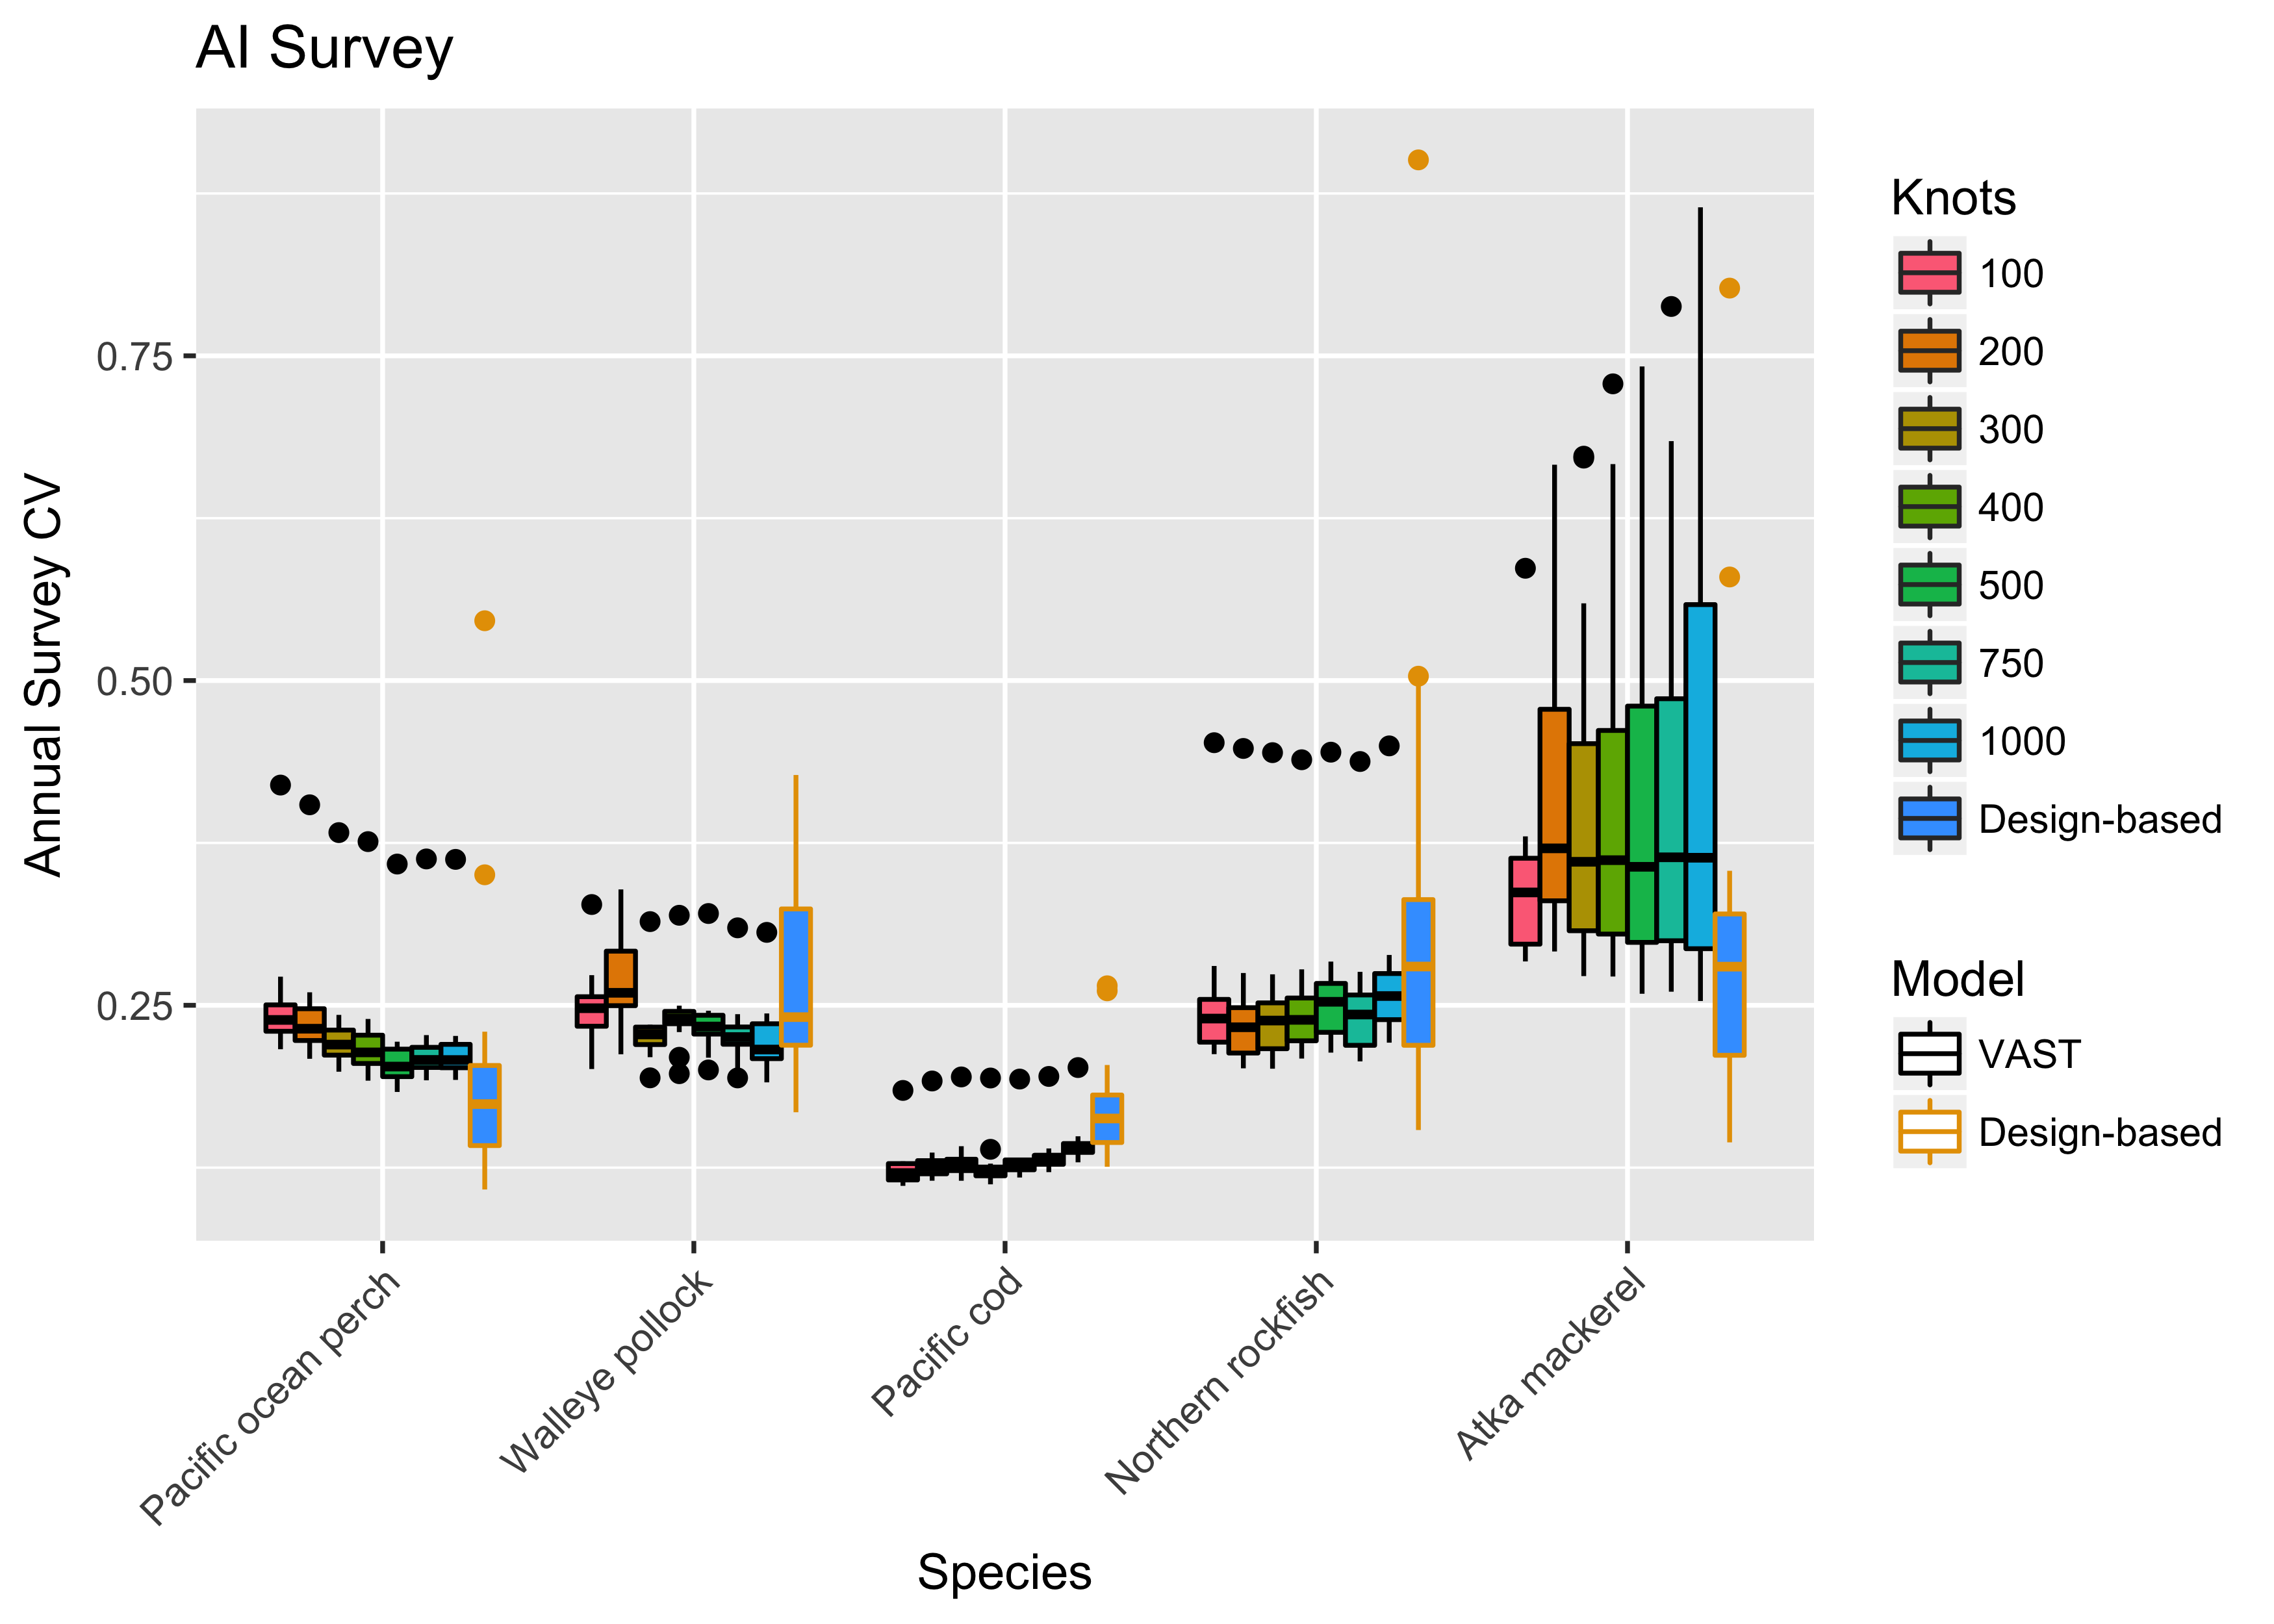 AI Survey
Annual Survey CV
0.75
0.50
0.25
Pacific ocean perch
Walleye pollock
Pacific cod
Northern rockfish
Atka mackerel
Species
Knots
100
200
300
400
500
750
1000
Design-based
Model
VAST
Design-based